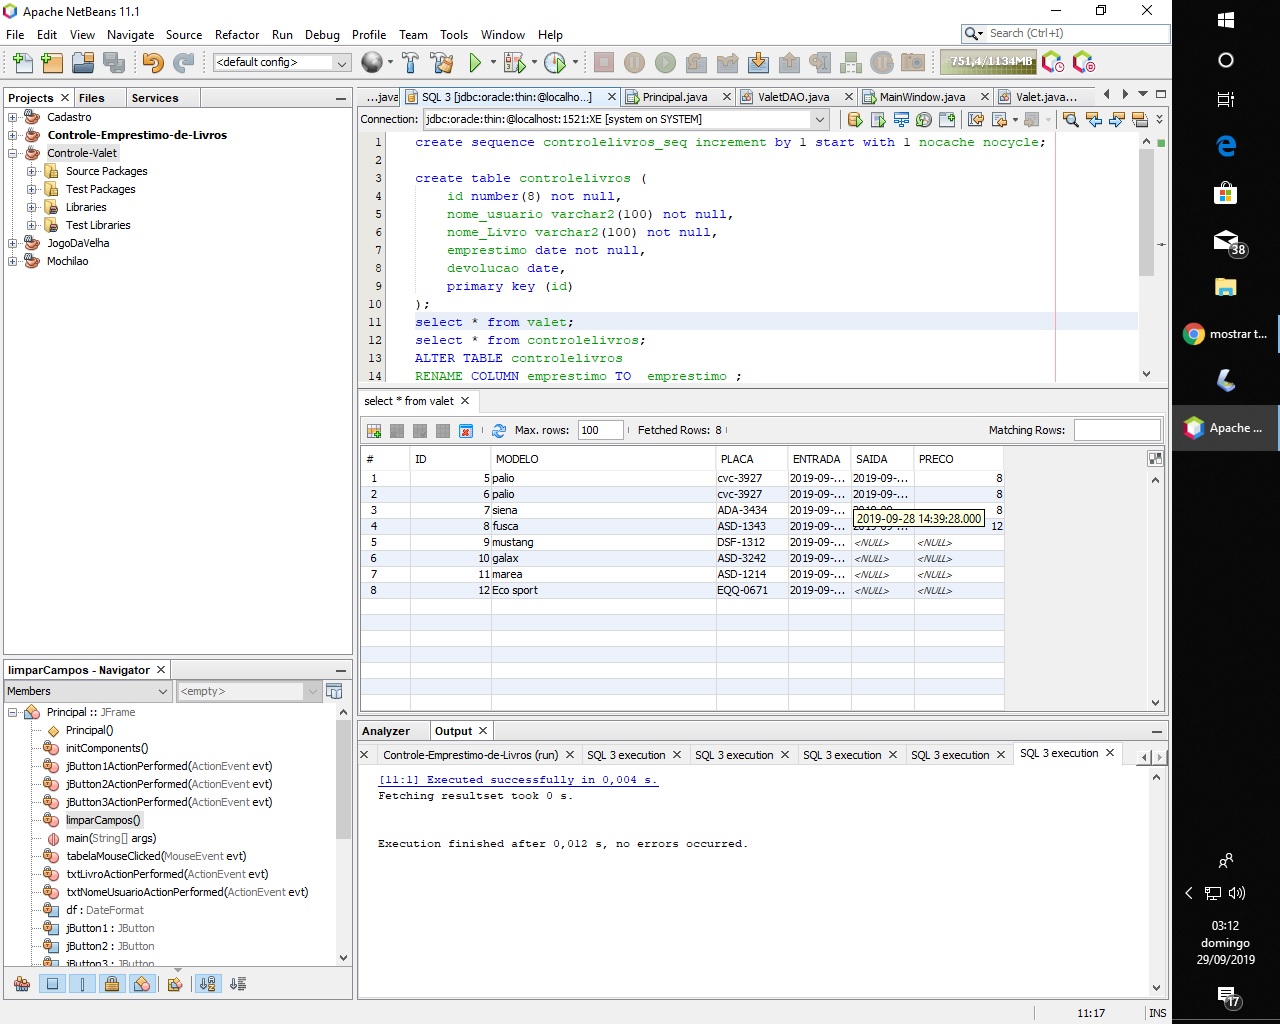 Apache NetBeans 11.1
File Edit View Navigate Source Refactor Run Debug Profile Team Tools Window Help
Search (Ctrl+I)
<default config>
751,4/1134MB
Projects
Files
Services
Cadastro
Controle-Emprestimo-de-Livros
Controle-Valet
Source Packages
Test Packages
Libraries
Test Libraries
JogoDaVelha
Mochilao
...java
SQL 3 [jdbc:oracle:thin:@localho...]
Principal.java
ValetDAO.java
MainWindow.java
Valet.java...
Connection: jdbc:oracle:thin:@localhost:1521:XE [system on SYSTEM]
1 create sequence controlelivros_seq increment by 1 start with 1 nocache nocycle;
2
3 create table controlelivros (
4 id number(8) not null,
5 nome_usuario varchar2(100) not null,
6 nome_Livro varchar2(100) not null,
7 emprestimo date not null,
8 devolucao date,
9 primary key (id)
10 );
11 select * from valet;
12 select * from controlelivros;
13 ALTER TABLE controlelivros
14 RENAME COLUMN emprestimo TO emprestimo ;
select * from valet
Max. rows: 100 Fetched Rows: 8 Matching Rows:
# ID MODELO PLACA ENTRADA SAIDA PRECO
1 5 palio cvc-3927 2019-09-... 2019-09-... 8
2 6 palio cvc-3927 2019-09-... 2019-09-... 8
3 7 siena ADA-3434 2019-09-... 8
2019-09-28 14:39:28.000
4 8 fusca ASD-1343 2019-09-... 12
5 9 mustang DSF-1312 2019-09-... <NULL> <NULL>
6 10 galax ASD-3242 2019-09-... <NULL> <NULL>
7 11 marea ASD-1214 2019-09-... <NULL> <NULL>
8 12 Eco sport EQQ-0671 2019-09-... <NULL> <NULL>
limparCampos - Navigator
Members
<empty>
Principal :: JFrame
Principal()
initComponents()
jButton1ActionPerformed(ActionEvent evt)
jButton2ActionPerformed(ActionEvent evt)
jButton3ActionPerformed(ActionEvent evt)
limparCampos()
main(String[] args)
tabelaMouseClicked(MouseEvent evt)
txtLivroActionPerformed(ActionEvent evt)
txtNomeUsuarioActionPerformed(ActionEvent evt)
df : DateFormat
jButton1 : JButton
jButton2 : JButton
jButton3 : JButton
Analyzer
Output
Controle-Emprestimo-de-Livros (run)
SQL 3 execution
SQL 3 execution
SQL 3 execution
SQL 3 execution
SQL 3 execution
[11:1] Executed successfully in 0,004 s.
Fetching resultset took 0 s.
Execution finished after 0,012 s, no errors occurred.
11:17 INS
38
mostrar t...
Apache ...
03:12
domingo
29/09/2019
17